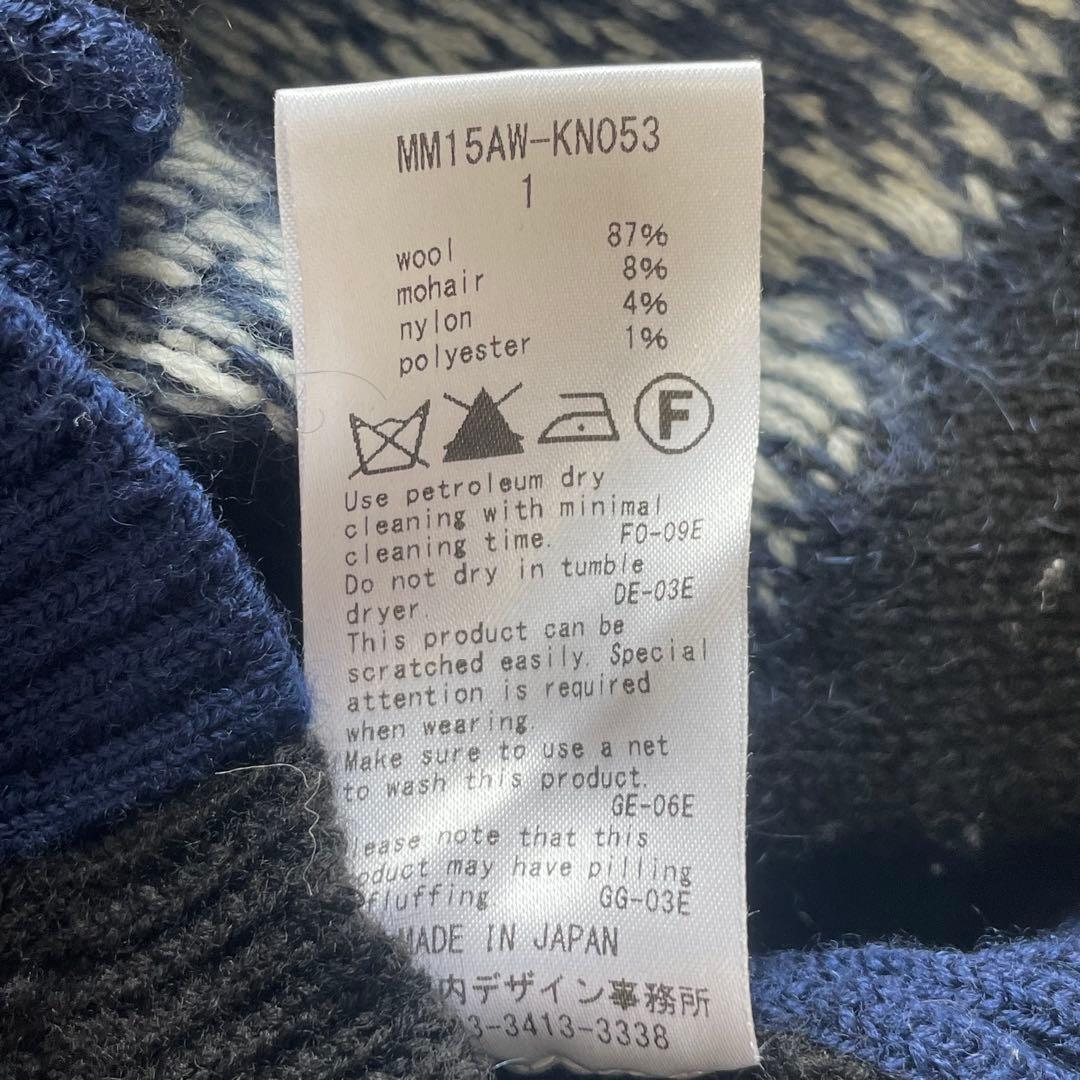 MM15AW-KN053
1
wool 87%
mohair 8%
nylon 4%
polyester 1%
F
Use petroleum dry
cleaning with minimal
cleaning time. FO-09E
Do not dry in tumble
dryer. DE-03E
This product can be
scratched easily. Special
attention is required
when wearing.
Make sure to use a net
to wash this product.
GE-06E
ease note that this
oduct may have pilling
fluffing. GG-03E
MADE IN JAPAN
内デザイン事務所
3-3413-3338